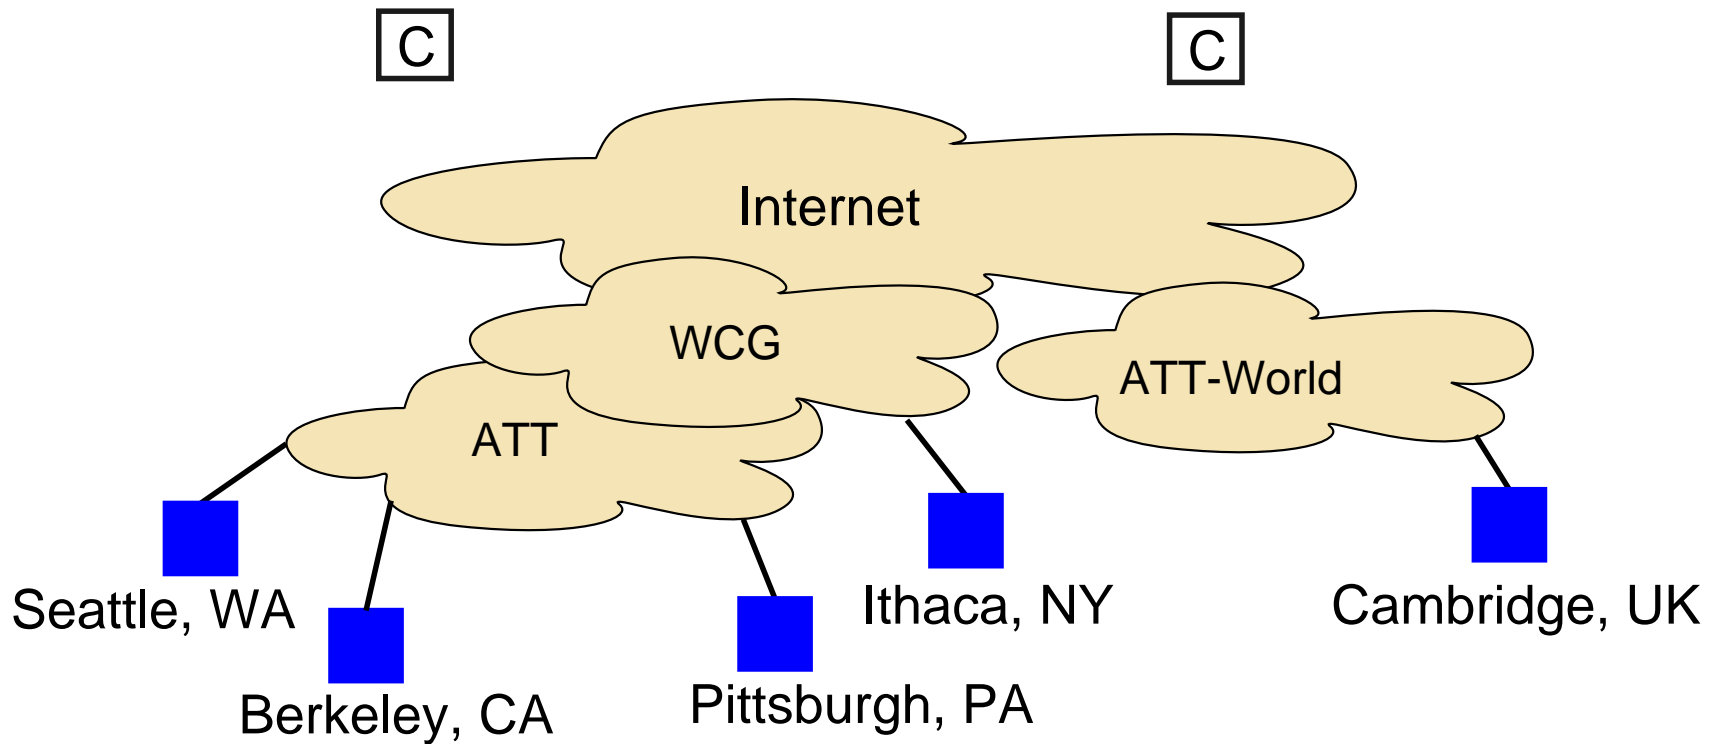 C
C
Internet
WCG
ATT-World
ATT
Seattle, WA
Ithaca, NY
Cambridge, UK
Berkeley, CA
Pittsburgh, PA